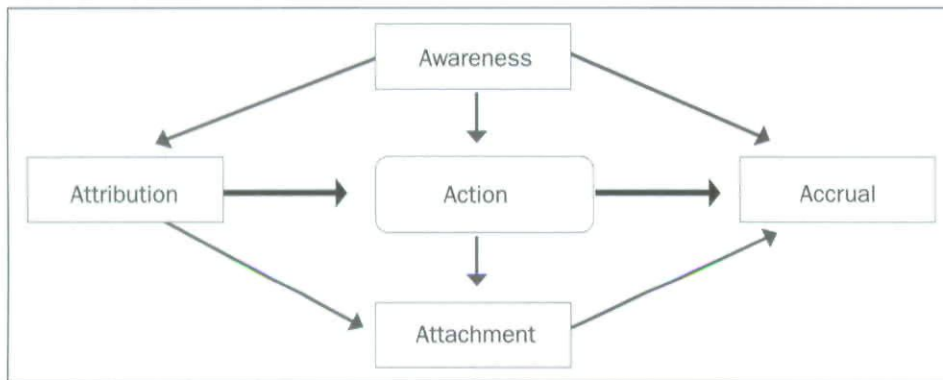 Awareness
Attribution
Action
Accrual
Attachment